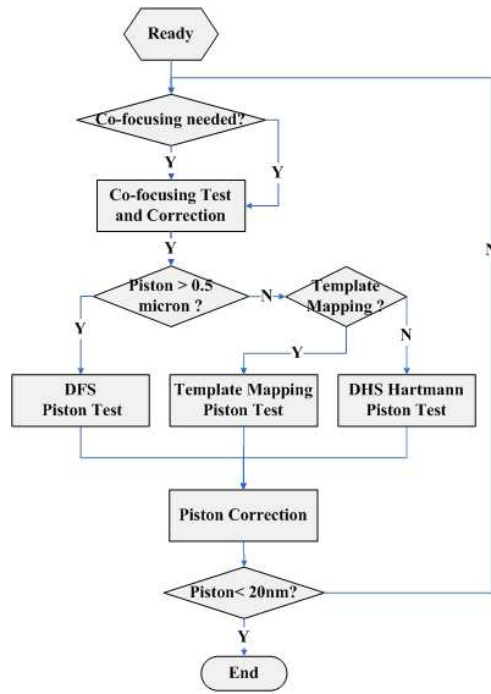 Ready
Co-focusing needed?
Y
Y
Co-focusing Test
and Correction
Y
N
Piston > 0.5
micron ?
N
Template
Mapping ?
Y
Y
N
DFS
Piston Test
Template Mapping
Piston Test
DHS Hartmann
Piston Test
Piston Correction
Piston< 20nm?
Y
End